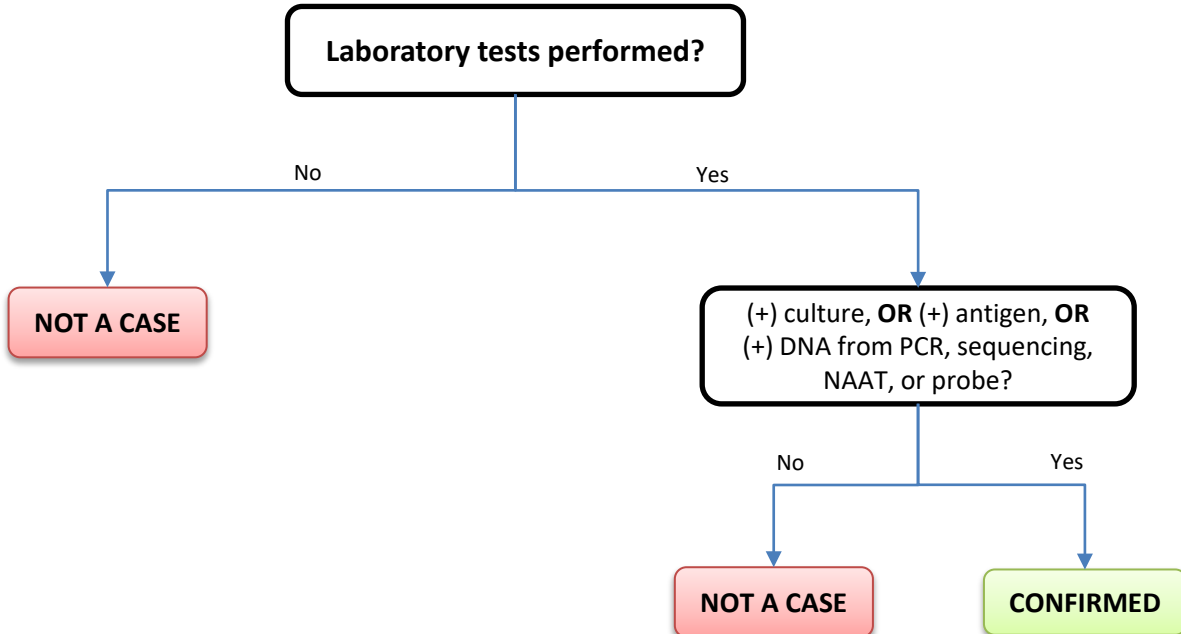 Laboratory tests performed?
No
Yes
NOT A CASE
(+) culture, OR (+) antigen, OR
(+) DNA from PCR, sequencing,
NAAT, or probe?
No
Yes
NOT A CASE
CONFIRMED